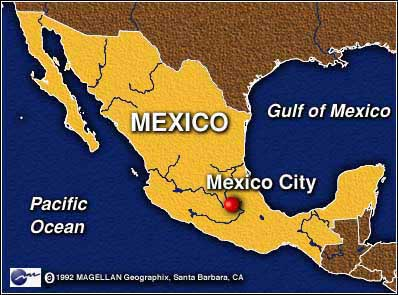 Gulf of Mexico
MEXICO
Mexico City
Pacific
Ocean
© 1992 MAGELLAN Geographix, Santa Barbara, CA